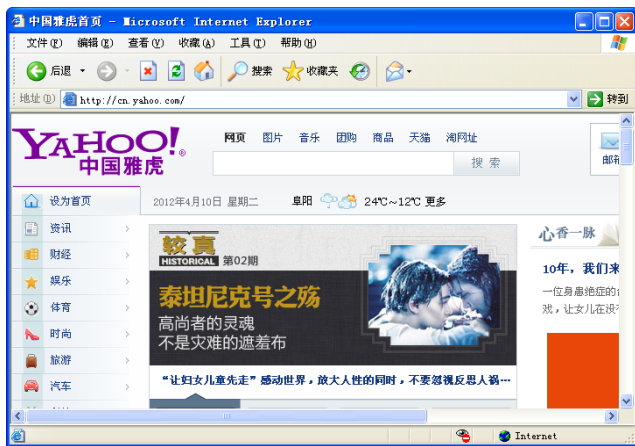 中国雅虎首页 - Microsoft Internet Explorer
文件(F) 编辑(E) 查看(V) 收藏(A) 工具(T) 帮助(H)
后退 搜索 收藏夹
地址(D) http://cn.yahoo.com/ 转到
YAHOO!® 中国雅虎
网页 图片 音乐 团购 商品 天猫 淘网址
搜 索
邮箱
设为首页 2012年4月10日 星期二 阜阳 24℃~12℃ 更多
资讯
财经
娱乐
体育
时尚
旅游
汽车
较真
HISTORICAL 第02期
泰坦尼克号之殇
高尚者的灵魂
不是灾难的遮羞布
“让妇女儿童先走”感动世界，放大人性的同时，不要忽视反思人祸…
心香一脉
10年，我们来
一位身患绝症的
戏，让女儿在没
Internet